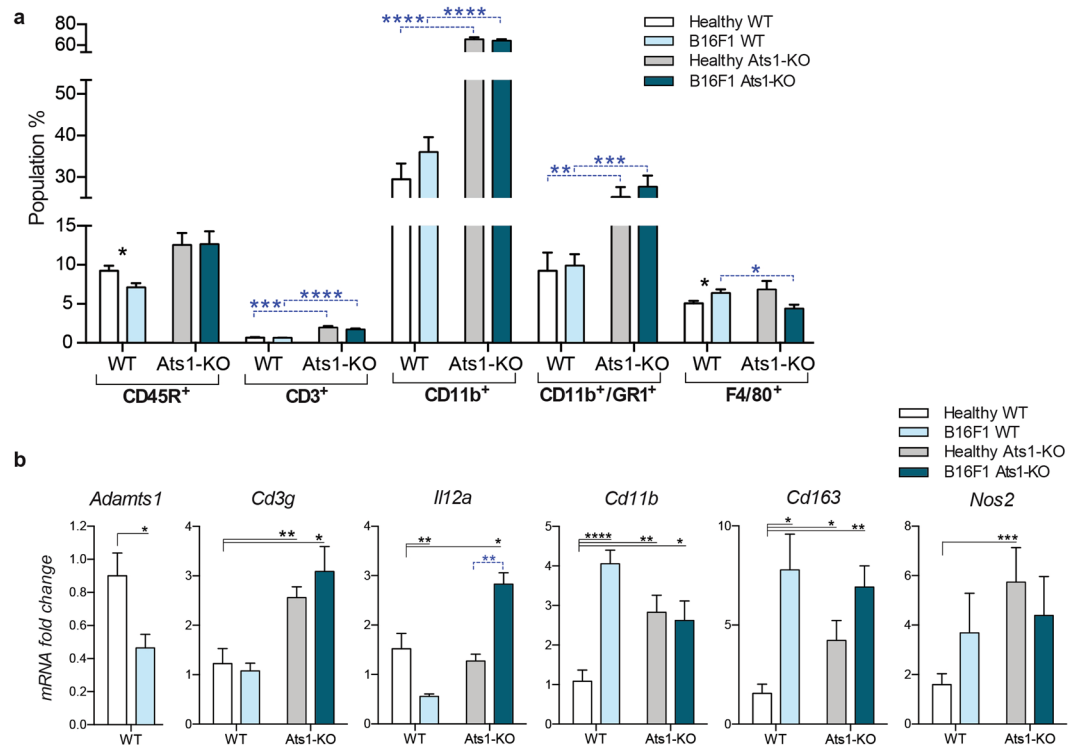 a
Population %
80
60
50
40
30
15
10
5
0
**** ****
*
*** ****
** ***
* *
Healthy WT
B16F1 WT
Healthy Ats1-KO
B16F1 Ats1-KO
WT Ats1-KO WT Ats1-KO WT Ats1-KO WT Ats1-KO WT Ats1-KO
CD45R⁺ CD3⁺ CD11b⁺ CD11b⁺/GR1⁺ F4/80⁺
Healthy WT
B16F1 WT
Healthy Ats1-KO
B16F1 Ats1-KO
b
mRNA fold change
Adamts1
1.2
1.0
0.8
0.6
0.4
0.2
0.0
*
WT
Cd3g
4
3
2
1
0
** *
WT Ats1-KO
Il12a
4
3
2
1
0
** *
**
WT Ats1-KO
Cd11b
5
4
3
2
1
0
**** ** *
WT Ats1-KO
Cd163
10
5
0
* * **
WT Ats1-KO
Nos2
8
6
4
2
0
***
WT Ats1-KO